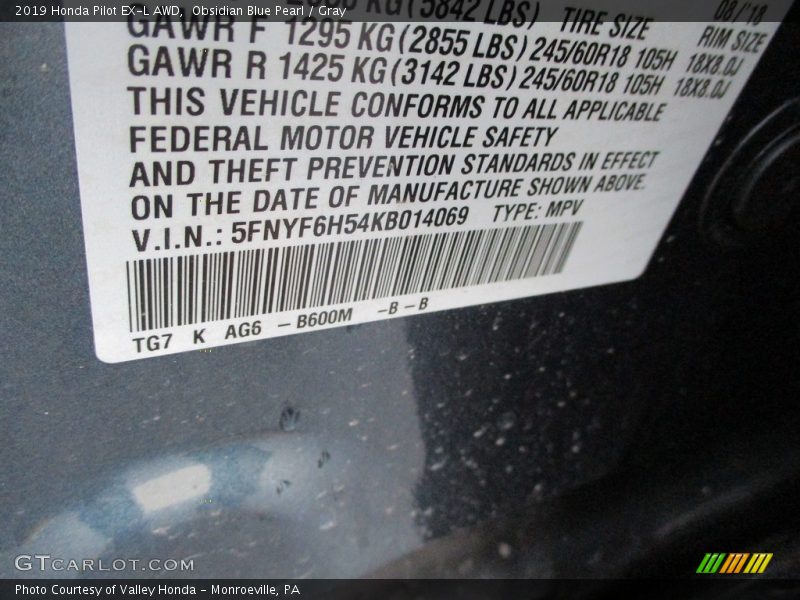 2019 Honda Pilot EX-L AWD, Obsidian Blue Pearl / Gray
KG (5842 LBS) TIRE SIZE 08/'18
RIM SIZE
GAWR F 1295 KG (2855 LBS) 245/60R18 105H 18X8.0J
GAWR R 1425 KG (3142 LBS) 245/60R18 105H 18X8.0J
THIS VEHICLE CONFORMS TO ALL APPLICABLE
FEDERAL MOTOR VEHICLE SAFETY
AND THEFT PREVENTION STANDARDS IN EFFECT
ON THE DATE OF MANUFACTURE SHOWN ABOVE.
V.I.N.: 5FNYF6H54KB014069 TYPE: MPV
TG7 K AG6 – B600M –B – B
GTCARLOT.COM
Photo Courtesy of Valley Honda – Monroeville, PA